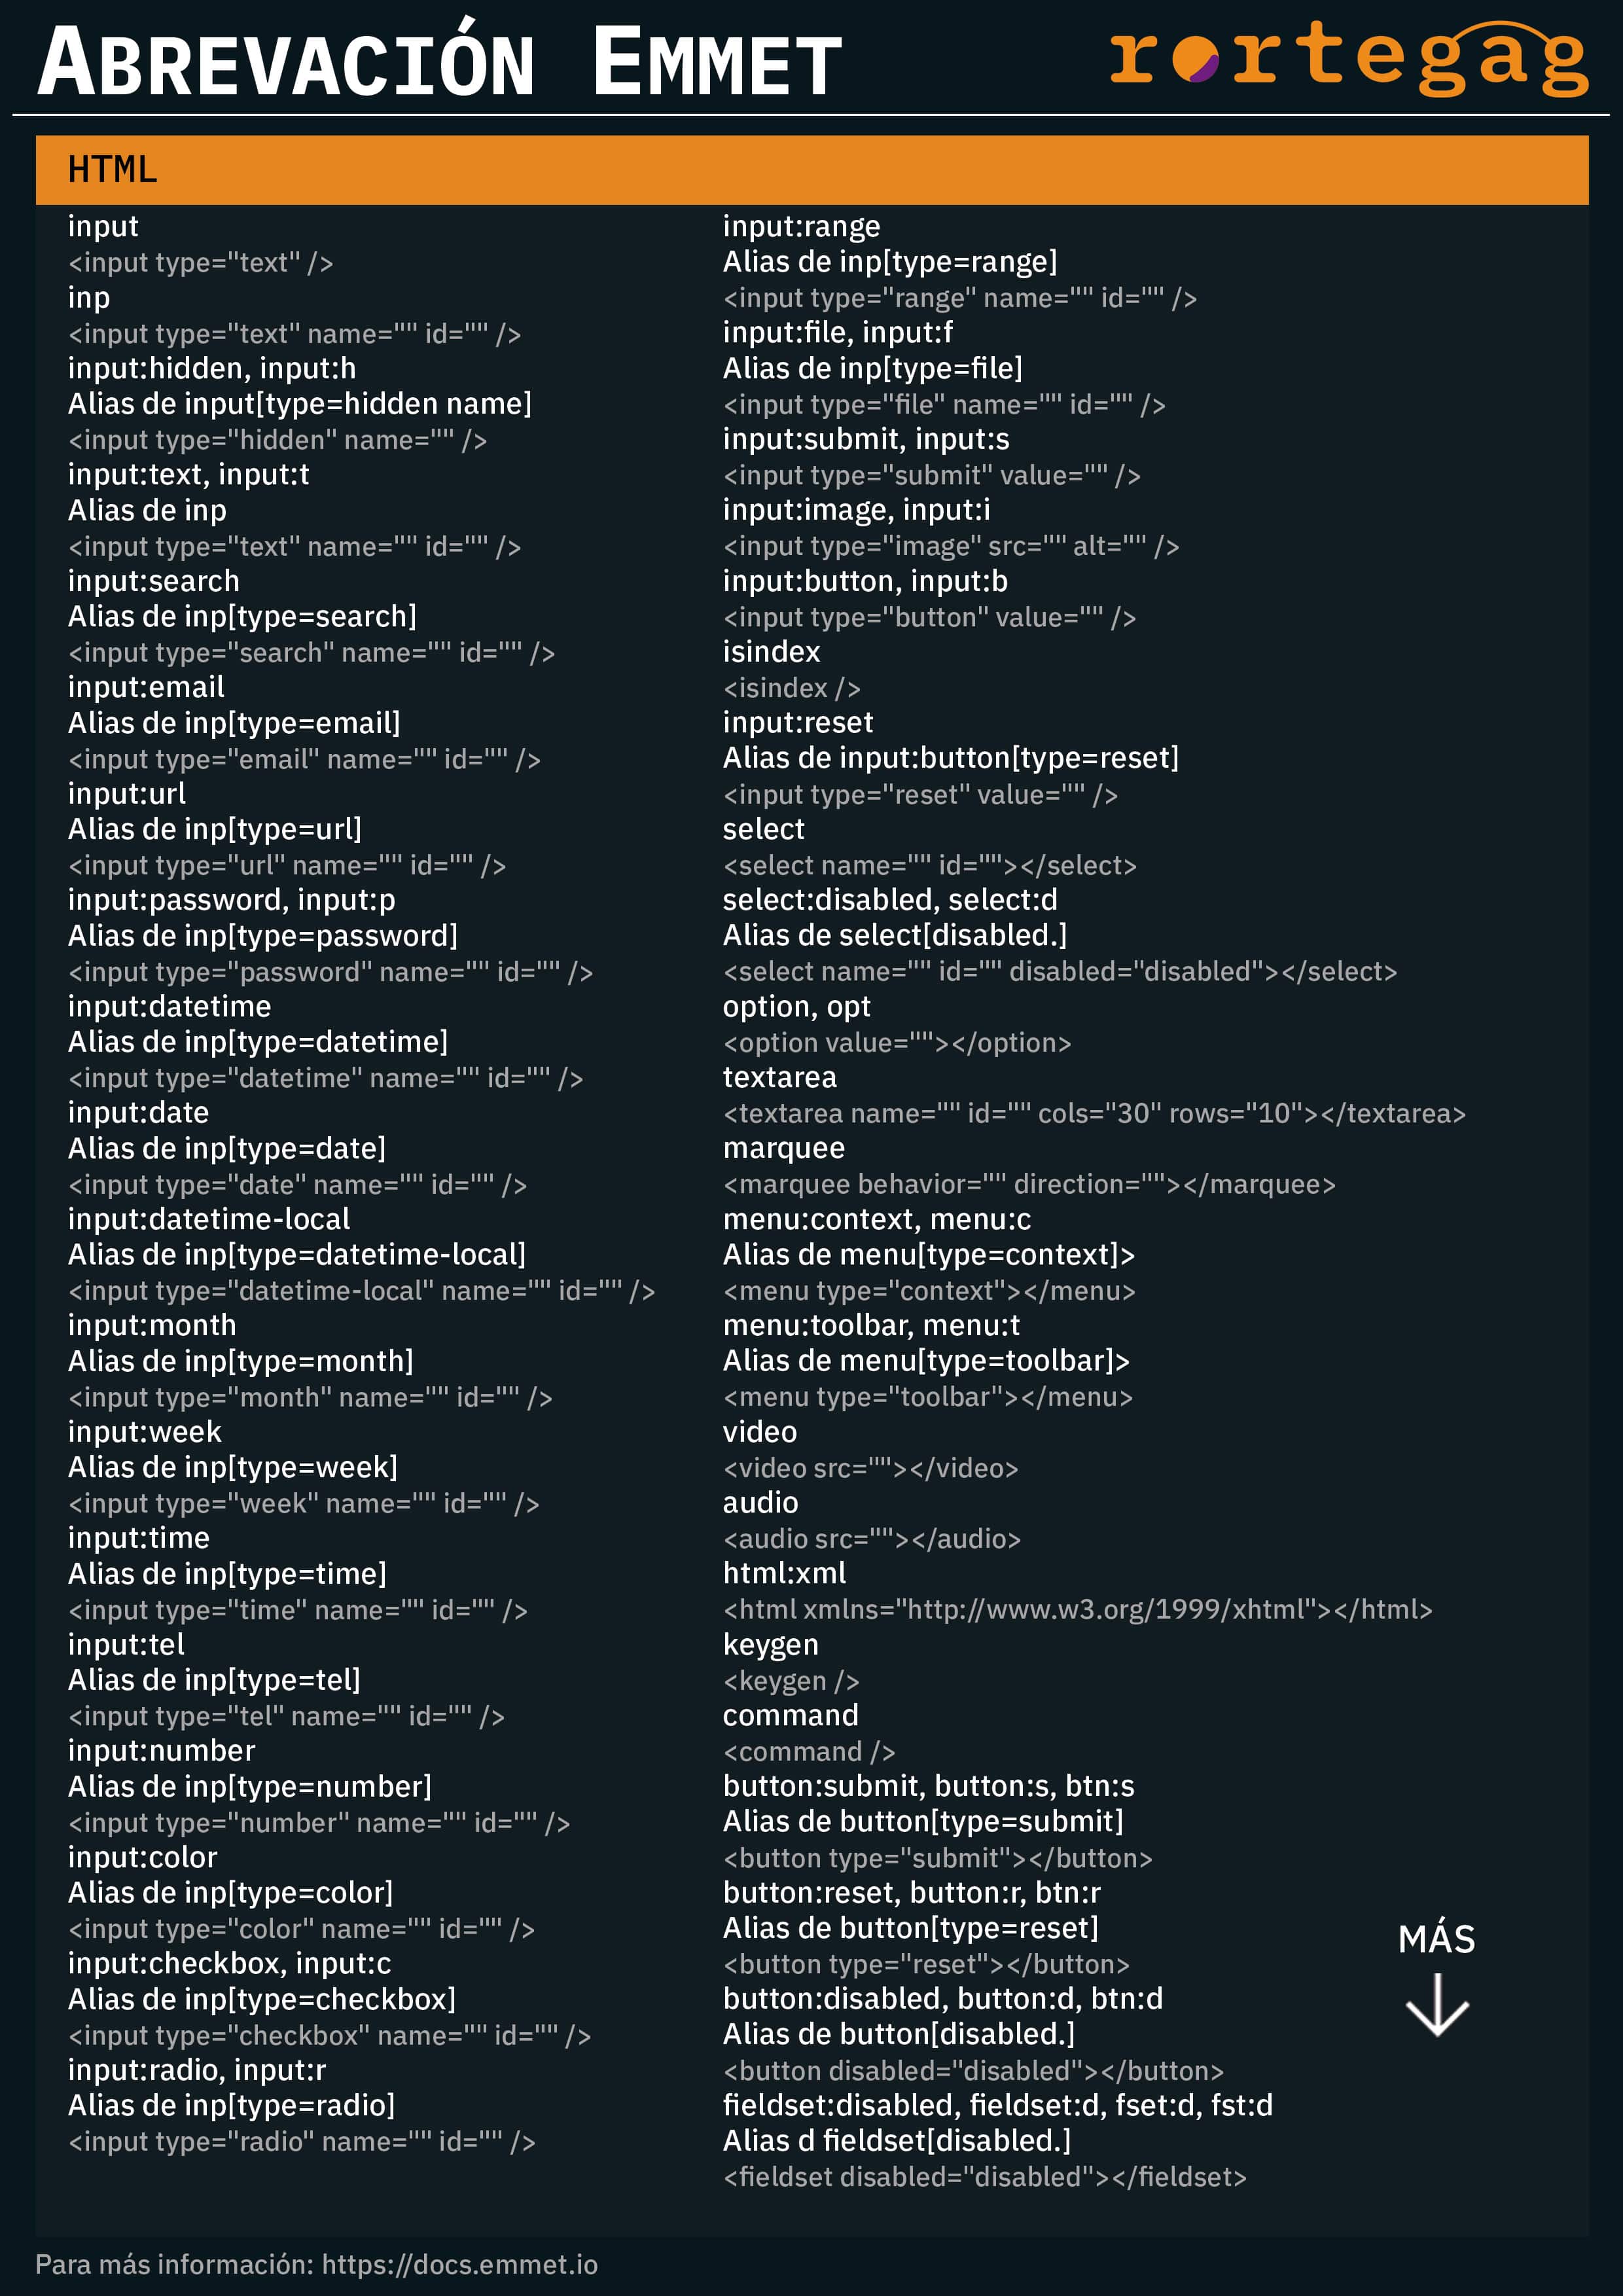 ABREVACIÓN EMMET
rortegag
HTML
input
<input type="text" />
inp
<input type="text" name="" id="" />
input:hidden, input:h
Alias de input[type=hidden name]
<input type="hidden" name="" />
input:text, input:t
Alias de inp
<input type="text" name="" id="" />
input:search
Alias de inp[type=search]
<input type="search" name="" id="" />
input:email
Alias de inp[type=email]
<input type="email" name="" id="" />
input:url
Alias de inp[type=url]
<input type="url" name="" id="" />
input:password, input:p
Alias de inp[type=password]
<input type="password" name="" id="" />
input:datetime
Alias de inp[type=datetime]
<input type="datetime" name="" id="" />
input:date
Alias de inp[type=date]
<input type="date" name="" id="" />
input:datetime-local
Alias de inp[type=datetime-local]
<input type="datetime-local" name="" id="" />
input:month
Alias de inp[type=month]
<input type="month" name="" id="" />
input:week
Alias de inp[type=week]
<input type="week" name="" id="" />
input:time
Alias de inp[type=time]
<input type="time" name="" id="" />
input:tel
Alias de inp[type=tel]
<input type="tel" name="" id="" />
input:number
Alias de inp[type=number]
<input type="number" name="" id="" />
input:color
Alias de inp[type=color]
<input type="color" name="" id="" />
input:checkbox, input:c
Alias de inp[type=checkbox]
<input type="checkbox" name="" id="" />
input:radio, input:r
Alias de inp[type=radio]
<input type="radio" name="" id="" />
input:range
Alias de inp[type=range]
<input type="range" name="" id="" />
input:file, input:f
Alias de inp[type=file]
<input type="file" name="" id="" />
input:submit, input:s
<input type="submit" value="" />
input:image, input:i
<input type="image" src="" alt="" />
input:button, input:b
<input type="button" value="" />
isindex
<isindex />
input:reset
Alias de input:button[type=reset]
<input type="reset" value="" />
select
<select name="" id=""></select>
select:disabled, select:d
Alias de select[disabled.]
<select name="" id="" disabled="disabled"></select>
option, opt
<option value=""></option>
textarea
<textarea name="" id="" cols="30" rows="10"></textarea>
marquee
<marquee behavior="" direction=""></marquee>
menu:context, menu:c
Alias de menu[type=context]>
<menu type="context"></menu>
menu:toolbar, menu:t
Alias de menu[type=toolbar]>
<menu type="toolbar"></menu>
video
<video src=""></video>
audio
<audio src=""></audio>
html:xml
<html xmlns="http://www.w3.org/1999/xhtml"></html>
keygen
<keygen />
command
<command />
button:submit, button:s, btn:s
Alias de button[type=submit]
<button type="submit"></button>
button:reset, button:r, btn:r
Alias de button[type=reset]
<button type="reset"></button>
button:disabled, button:d, btn:d
Alias de button[disabled.]
<button disabled="disabled"></button>
fieldset:disabled, fieldset:d, fset:d, fst:d
Alias d fieldset[disabled.]
<fieldset disabled="disabled"></fieldset>
MÁS
Para más información: https://docs.emmet.io